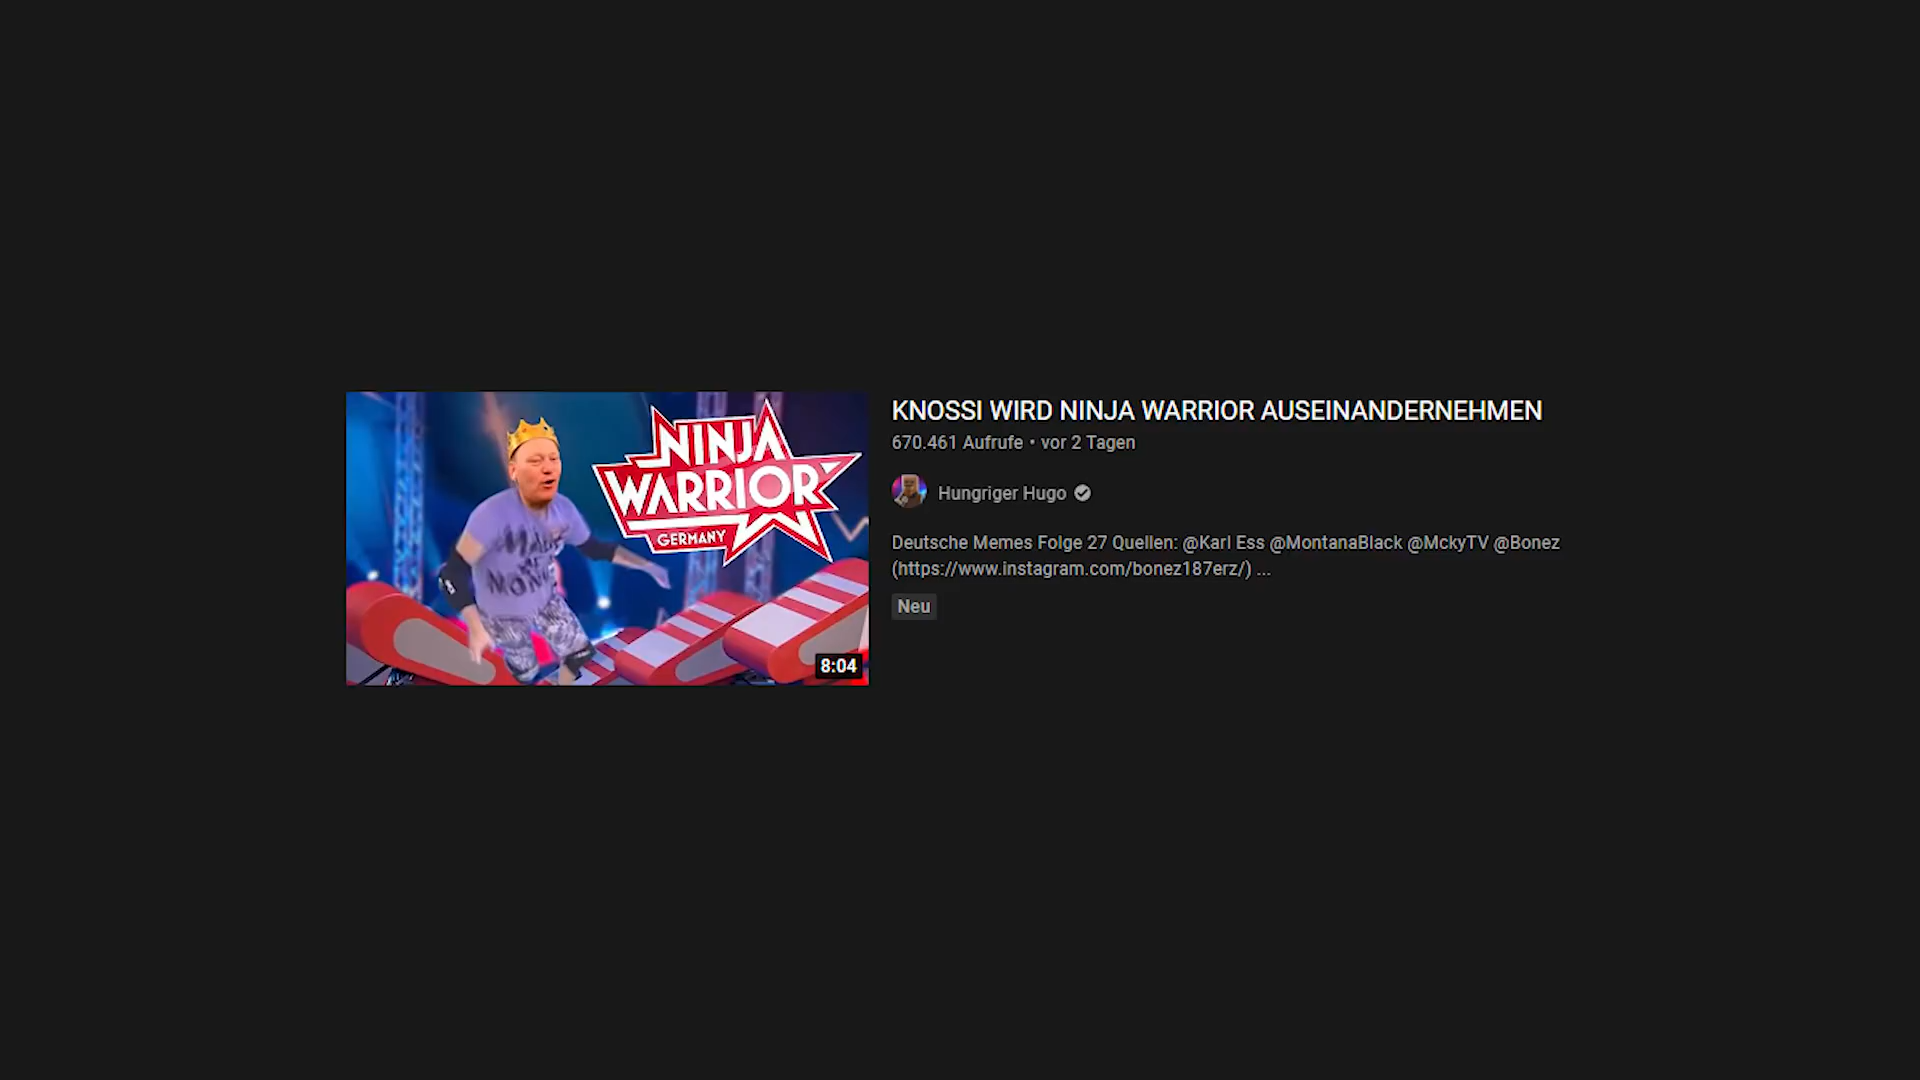 NINJA
WARRIOR
GERMANY
8:04
KNOSSI WIRD NINJA WARRIOR AUSEINANDERNEHMEN
670.461 Aufrufe • vor 2 Tagen
Hungriger Hugo
Deutsche Memes Folge 27 Quellen: @Karl Ess @MontanaBlack @MckyTV @Bonez
(https://www.instagram.com/bonez187erz/) ...
Neu